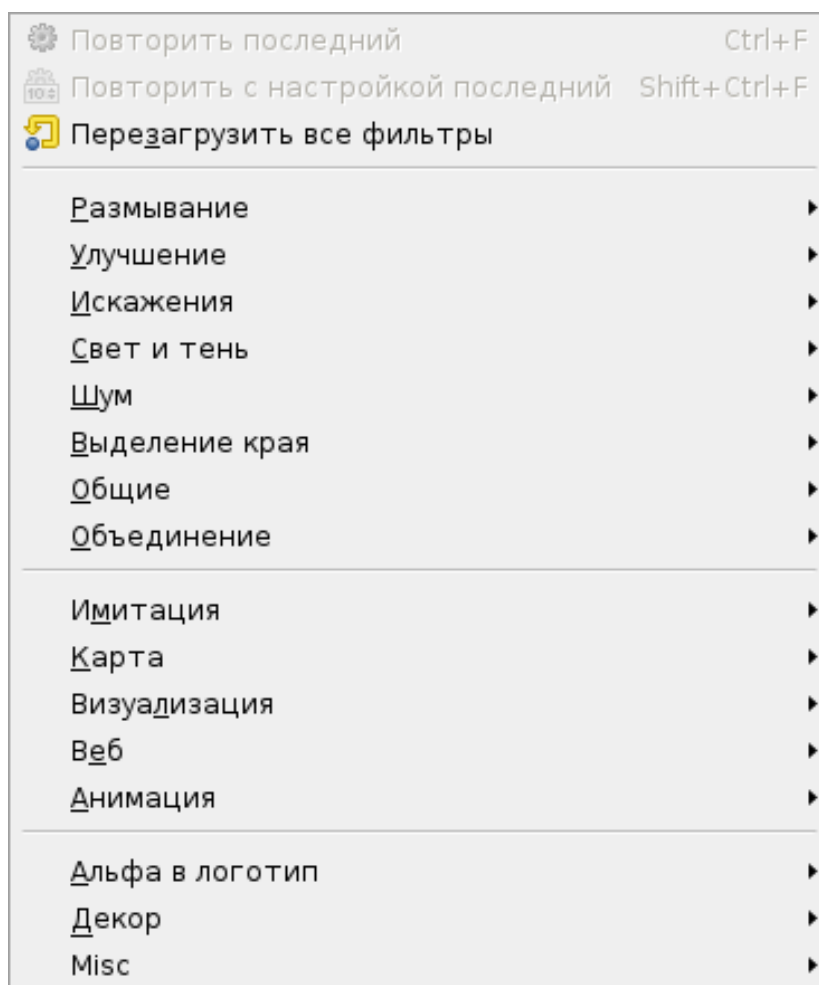 Повторить последний Ctrl+F
Повторить с настройкой последний Shift+Ctrl+F
Перезагрузить все фильтры
Размывание
Улучшение
Искажения
Свет и тень
Шум
Выделение края
Общие
Объединение
Имитация
Карта
Визуализация
Веб
Анимация
Альфа в логотип
Декор
Misc